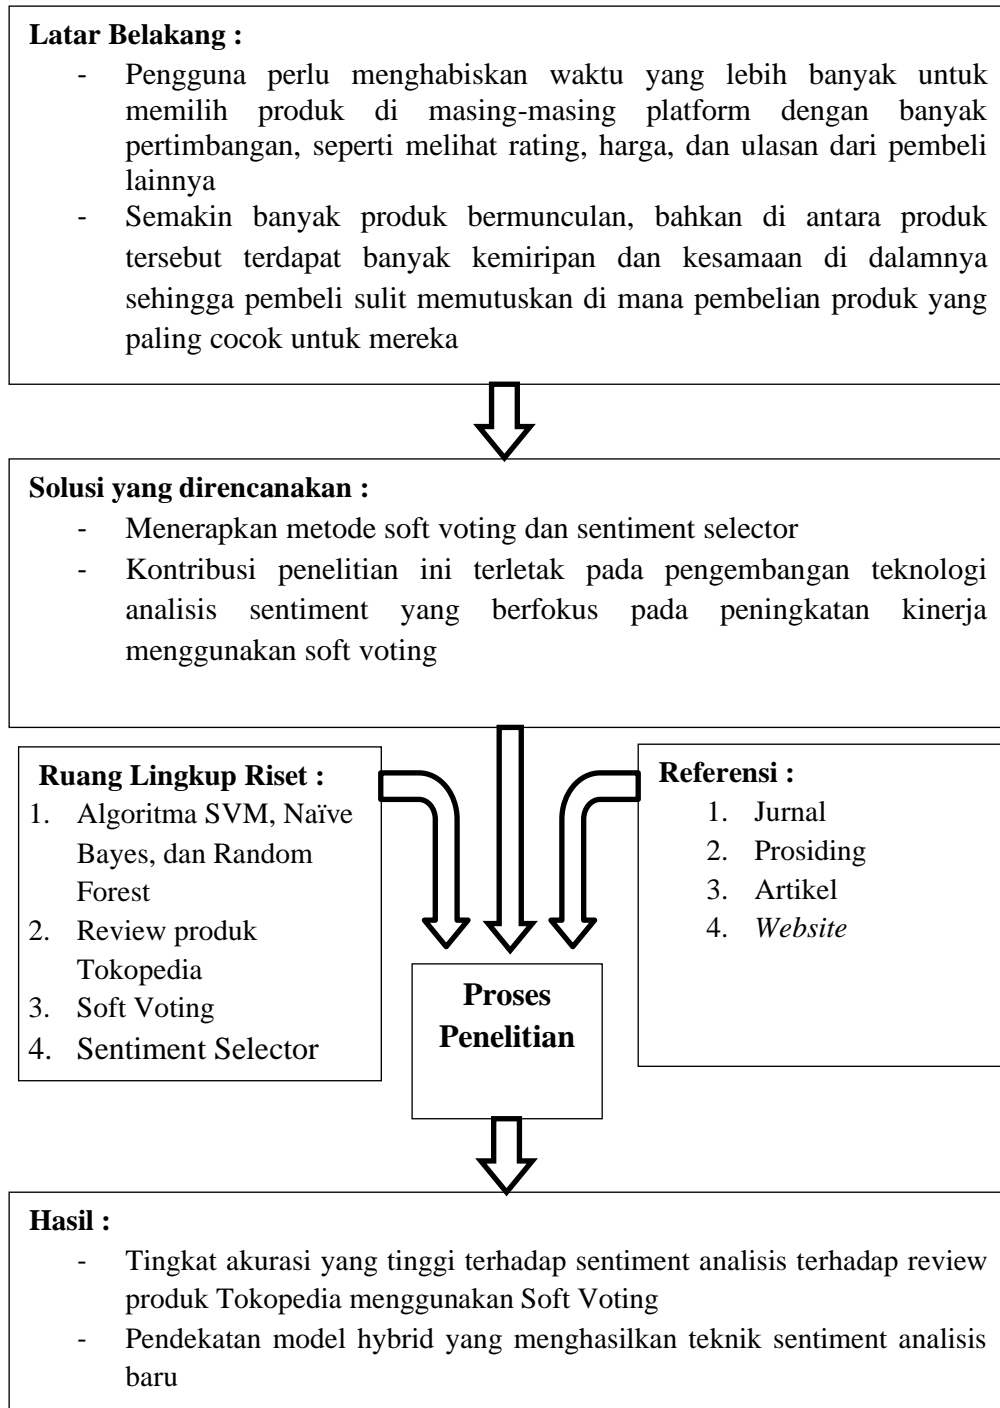 Latar Belakang :
- Pengguna perlu menghabiskan waktu yang lebih banyak untuk
memilih produk di masing-masing platform dengan banyak
pertimbangan, seperti melihat rating, harga, dan ulasan dari pembeli
lainnya
- Semakin banyak produk bermunculan, bahkan di antara produk
tersebut terdapat banyak kemiripan dan kesamaan di dalamnya
sehingga pembeli sulit memutuskan di mana pembelian produk yang
paling cocok untuk mereka
Solusi yang direncanakan :
- Menerapkan metode soft voting dan sentiment selector
- Kontribusi penelitian ini terletak pada pengembangan teknologi
analisis sentiment yang berfokus pada peningkatan kinerja
menggunakan soft voting
Ruang Lingkup Riset :
1. Algoritma SVM, Naïve
Bayes, dan Random
Forest
2. Review produk
Tokopedia
3. Soft Voting
4. Sentiment Selector
Referensi :
1. Jurnal
2. Prosiding
3. Artikel
4. Website
Proses
Penelitian
Hasil :
- Tingkat akurasi yang tinggi terhadap sentiment analisis terhadap review
produk Tokopedia menggunakan Soft Voting
- Pendekatan model hybrid yang menghasilkan teknik sentiment analisis
baru